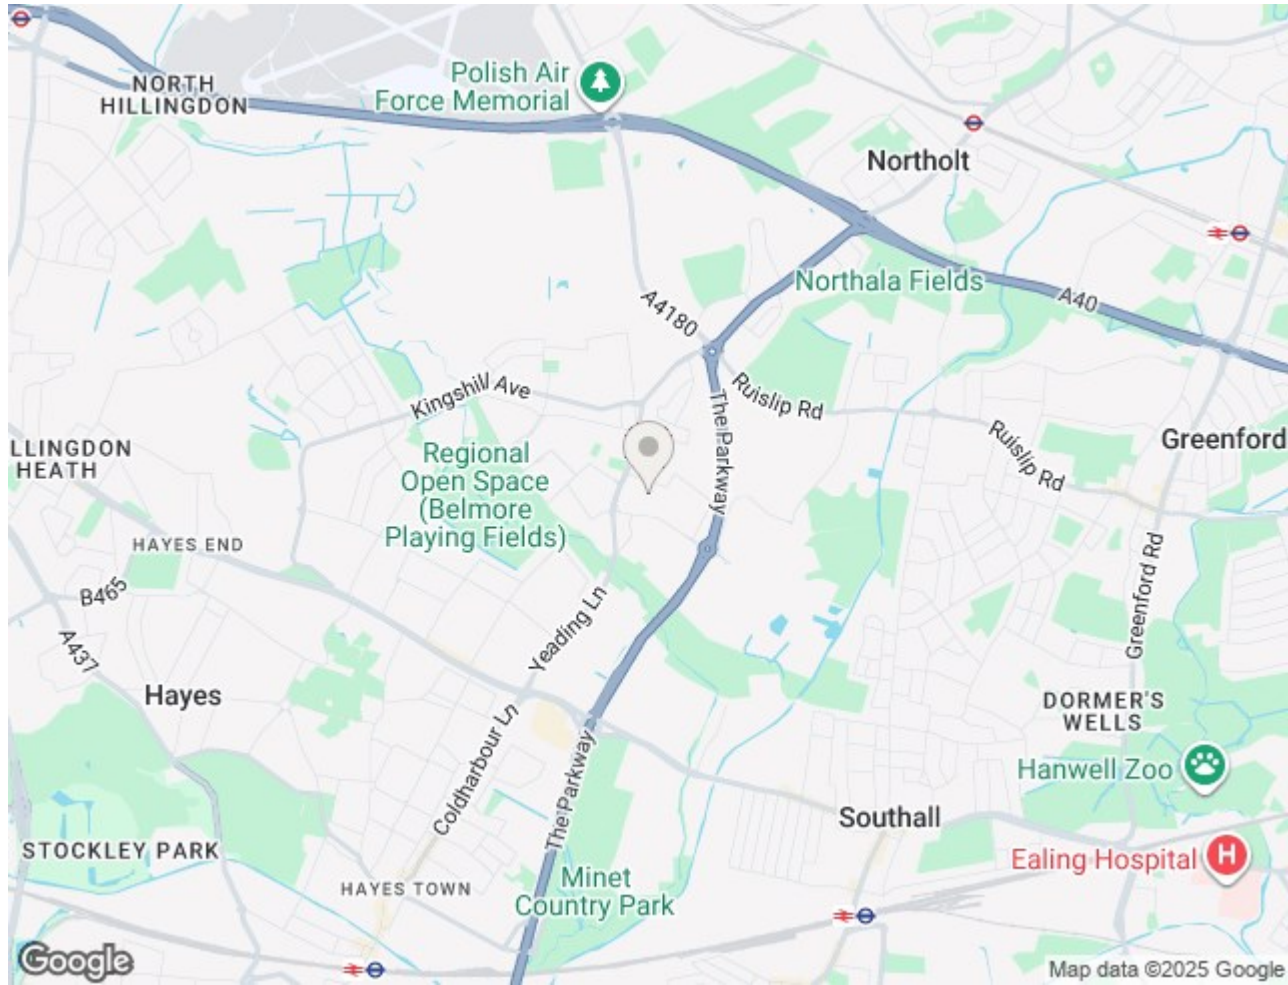 Polish Air
Force Memorial
NORTH
HILLINGDON
Northolt
Northala Fields
A40
A4180
Kingshill Ave
Ruislip Rd
The Parkway
Ruislip Rd
Greenford
LLINGDON
HEATH
Regional
Open Space
(Belmore
Playing Fields)
HAYES END
B465
A437
Yeading Ln
Greenford Rd
Hayes
Coldharbour Ln
DORMER'S
WELLS
Hanwell Zoo
The Parkway
Southall
STOCKLEY PARK
Ealing Hospital
H
HAYES TOWN
Minet
Country Park
Google
Map data ©2025 Google